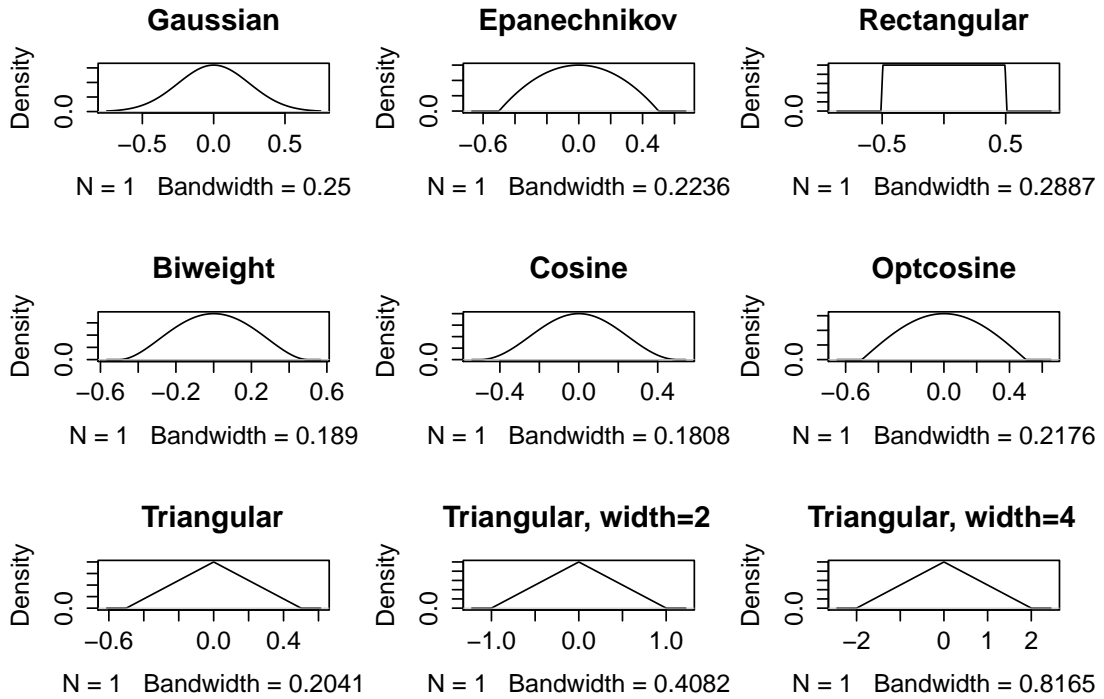 Gaussian
Density
0.0
−0.5 0.0 0.5
N = 1 Bandwidth = 0.25
Epanechnikov
Density
0.0
−0.6 0.0 0.4
N = 1 Bandwidth = 0.2236
Rectangular
Density
0.0
−0.5 0.5
N = 1 Bandwidth = 0.2887
Biweight
Density
0.0
−0.6 −0.2 0.2 0.6
N = 1 Bandwidth = 0.189
Cosine
Density
0.0
−0.4 0.0 0.4
N = 1 Bandwidth = 0.1808
Optcosine
Density
0.0
−0.6 0.0 0.4
N = 1 Bandwidth = 0.2176
Triangular
Density
0.0
−0.6 0.0 0.4
N = 1 Bandwidth = 0.2041
Triangular, width=2
Density
0.0
−1.0 0.0 1.0
N = 1 Bandwidth = 0.4082
Triangular, width=4
Density
0.0
−2 0 1 2
N = 1 Bandwidth = 0.8165